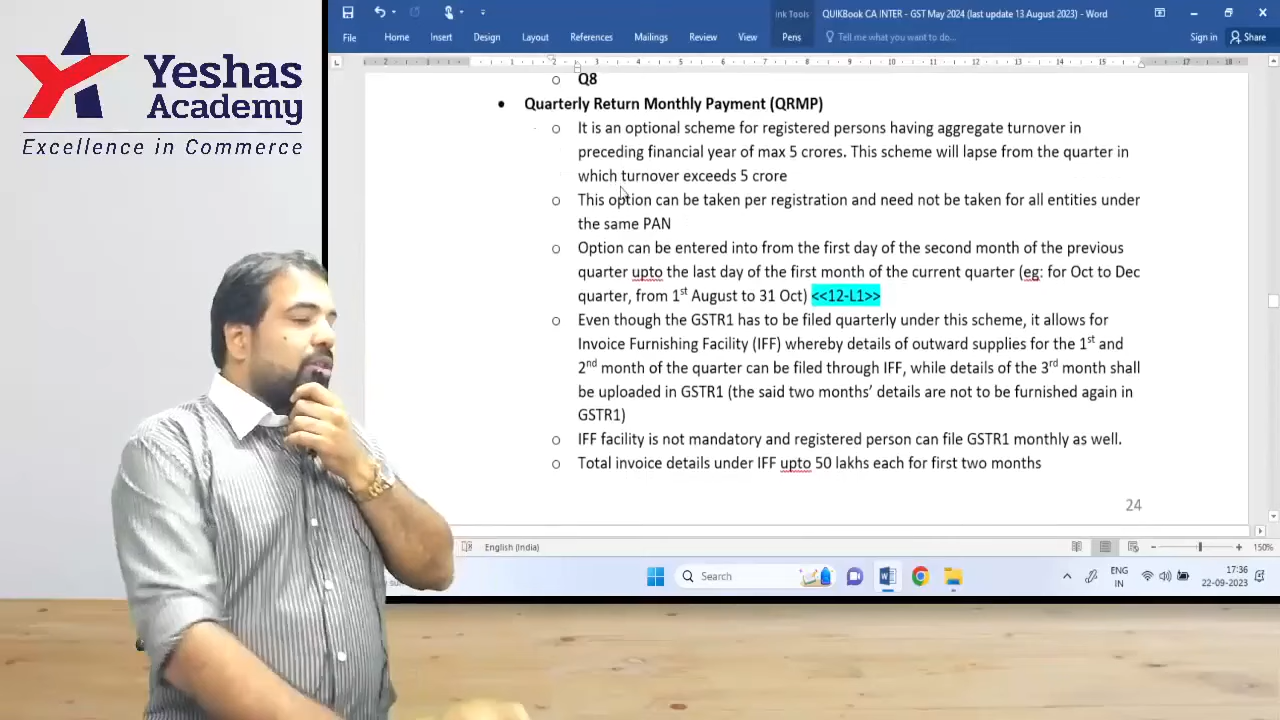 Yeshas
Academy
Excellence in Commerce
ink Tools
QUIKBook CA INTER - GST May 2024 (last update 13 August 2023) - Word
File
Home
Insert
Design
Layout
References
Mailings
Review
View
Pens
Tell me what you want to do...
Sign in
Share
o Q8
• Quarterly Return Monthly Payment (QRMP)
o It is an optional scheme for registered persons having aggregate turnover in
preceding financial year of max 5 crores. This scheme will lapse from the quarter in
which turnover exceeds 5 crore
o This option can be taken per registration and need not be taken for all entities under
the same PAN
o Option can be entered into from the first day of the second month of the previous
quarter upto the last day of the first month of the current quarter (eg: for Oct to Dec
quarter, from 1st August to 31 Oct) <<12-L1>>
o Even though the GSTR1 has to be filed quarterly under this scheme, it allows for
Invoice Furnishing Facility (IFF) whereby details of outward supplies for the 1st and
2nd month of the quarter can be filed through IFF, while details of the 3rd month shall
be uploaded in GSTR1 (the said two months' details are not to be furnished again in
GSTR1)
o IFF facility is not mandatory and registered person can file GSTR1 monthly as well.
o Total invoice details under IFF upto 50 lakhs each for first two months
24
English (India)
150%
Search
ENG
IN
17:36
22-09-2023